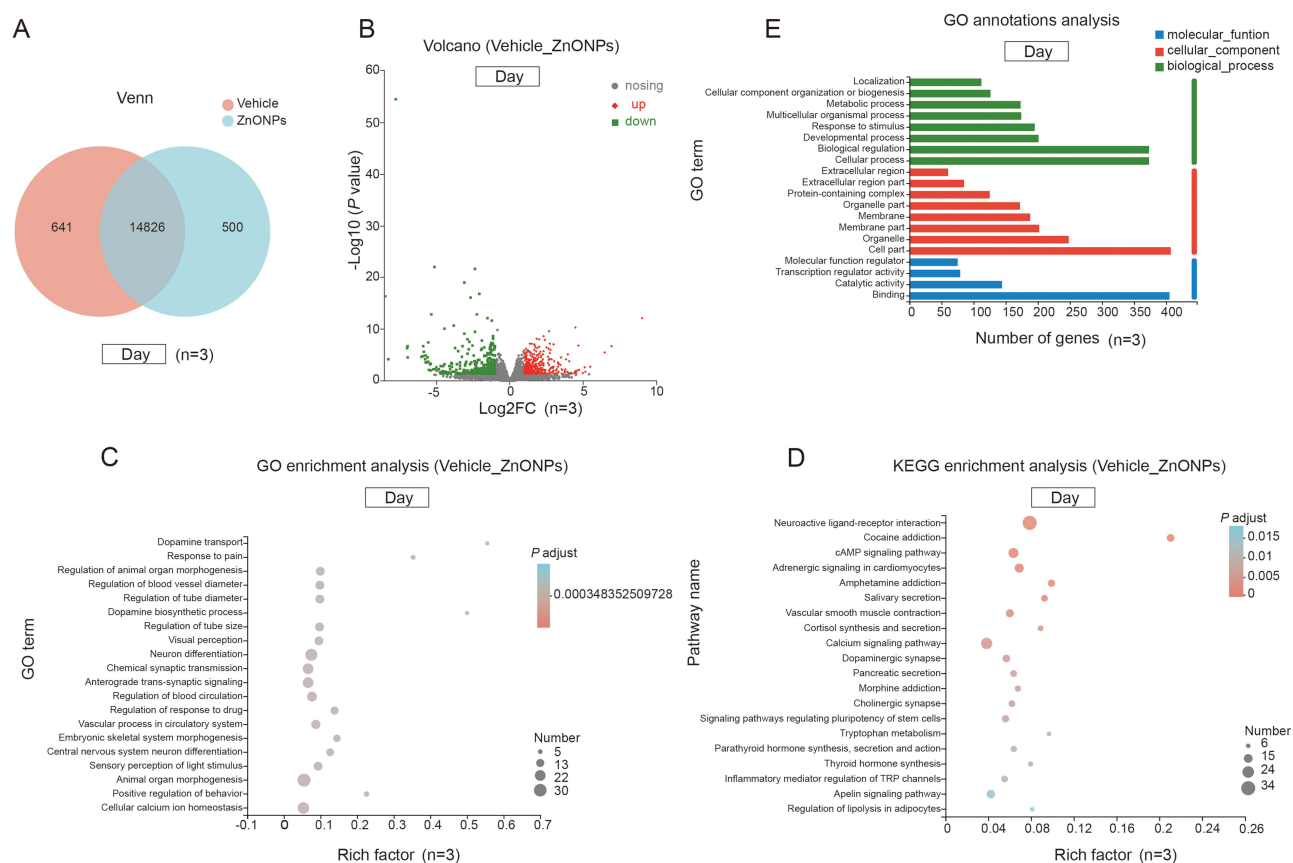 A
Venn
Vehicle
ZnONPs
641
14826
500
Day (n=3)
B
Volcano (Vehicle_ZnONPs)
Day
nosing
up
down
-Log10 (P value)
60
50
40
30
20
10
0
-5
0
5
10
Log2FC (n=3)
E
GO annotations analysis
Day
molecular_funtion
cellular_component
biological_process
GO term
Localization
Cellular component organization or biogenesis
Metabolic process
Multicellular organismal process
Response to stimulus
Developmental process
Biological regulation
Cellular process
Extracellular region
Extracellular region part
Protein-containing complex
Organelle part
Membrane
Membrane part
Organelle
Cell part
Molecular function regulator
Transcription regulator activity
Catalytic activity
Binding
0 50 100 150 200 250 300 350 400
Number of genes (n=3)
C
GO enrichment analysis (Vehicle_ZnONPs)
Day
GO term
Dopamine transport
Response to pain
Regulation of animal organ morphogenesis
Regulation of blood vessel diameter
Regulation of tube diameter
Dopamine biosynthetic process
Regulation of tube size
Visual perception
Neuron differentiation
Chemical synaptic transmission
Anterograde trans-synaptic signaling
Regulation of blood circulation
Regulation of response to drug
Vascular process in circulatory system
Embryonic skeletal system morphogenesis
Central nervous system neuron differentiation
Sensory perception of light stimulus
Animal organ morphogenesis
Positive regulation of behavior
Cellular calcium ion homeostasis
-0.1 0 0.1 0.2 0.3 0.4 0.5 0.6 0.7
Rich factor (n=3)
P adjust
0.000348352509728
Number
5
13
22
30
D
KEGG enrichment analysis (Vehicle_ZnONPs)
Day
Pathway name
Neuroactive ligand-receptor interaction
Cocaine addiction
cAMP signaling pathway
Adrenergic signaling in cardiomyocytes
Amphetamine addiction
Salivary secretion
Vascular smooth muscle contraction
Cortisol synthesis and secretion
Calcium signaling pathway
Dopaminergic synapse
Pancreatic secretion
Morphine addiction
Cholinergic synapse
Signaling pathways regulating pluripotency of stem cells
Tryptophan metabolism
Parathyroid hormone synthesis, secretion and action
Thyroid hormone synthesis
Inflammatory mediator regulation of TRP channels
Apelin signaling pathway
Regulation of lipolysis in adipocytes
0 0.04 0.08 0.12 0.16 0.2 0.24 0.26
Rich factor (n=3)
P adjust
0.015
0.010
0.005
0
Number
6
15
24
34